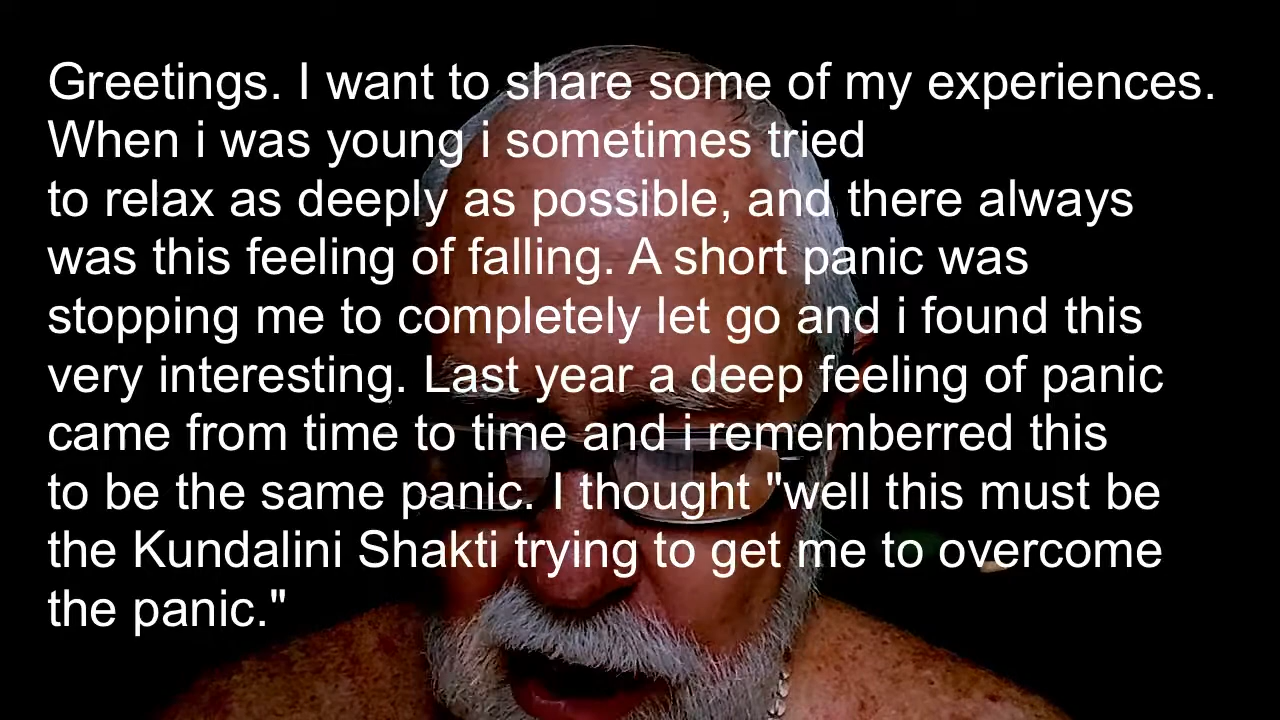 Greetings. I want to share some of my experiences.
When i was young i sometimes tried
to relax as deeply as possible, and there always
was this feeling of falling. A short panic was
stopping me to completely let go and i found this
very interesting. Last year a deep feeling of panic
came from time to time and i rememberred this
to be the same panic. I thought "well this must be
the Kundalini Shakti trying to get me to overcome
the panic."